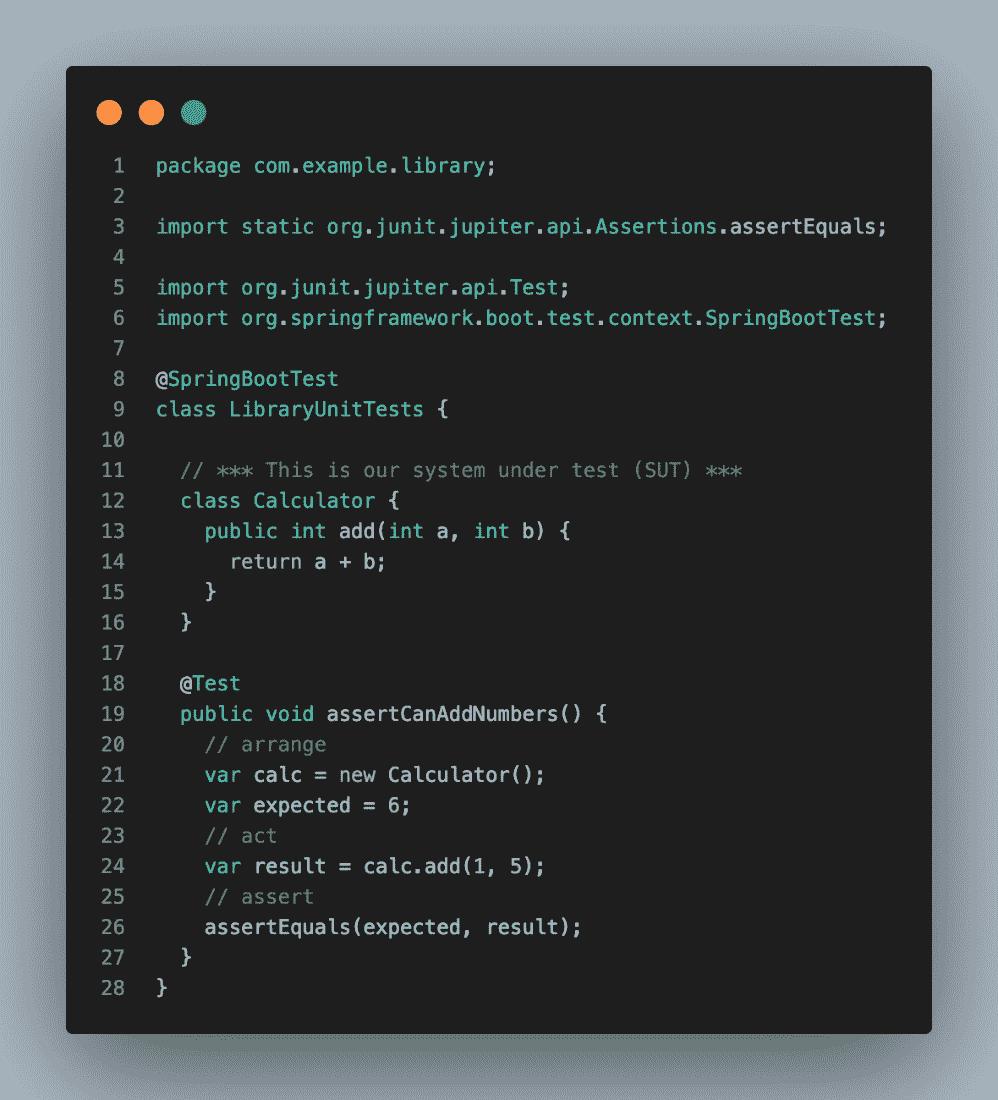 1 package com.example.library;
2
3 import static org.junit.jupiter.api.Assertions.assertEquals;
4
5 import org.junit.jupiter.api.Test;
6 import org.springframework.boot.test.context.SpringBootTest;
7
8 @SpringBootTest
9 class LibraryUnitTests {
10
11   // *** This is our system under test (SUT) ***
12   class Calculator {
13     public int add(int a, int b) {
14       return a + b;
15     }
16   }
17
18   @Test
19   public void assertCanAddNumbers() {
20     // arrange
21     var calc = new Calculator();
22     var expected = 6;
23     // act
24     var result = calc.add(1, 5);
25     // assert
26     assertEquals(expected, result);
27   }
28 }